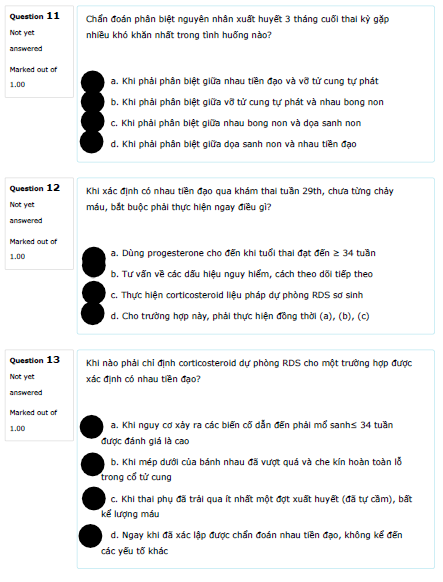 Question 11
Not yet
answered
Marked out of
1.00
Chẩn đoán phân biệt nguyên nhân xuất huyết 3 tháng cuối thai kỳ gặp
nhiều khó khăn nhất trong tình huống nào?
a. Khi phải phân biệt giữa nhau tiền đạo và vỡ tử cung tự phát
b. Khi phải phân biệt giữa vỡ tử cung tự phát và nhau bong non
c. Khi phải phân biệt giữa nhau bong non và dọa sanh non
d. Khi phải phân biệt giữa dọa sanh non và nhau tiền đạo
Question 12
Not yet
answered
Marked out of
1.00
Khi xác định có nhau tiền đạo qua khám thai tuần 29th, chưa từng chảy
máu, bắt buộc phải thực hiện ngay điều gì?
a. Dùng progesterone cho đến khi tuổi thai đạt đến ≥ 34 tuần
b. Tư vấn về các dấu hiệu nguy hiểm, cách theo dõi tiếp theo
c. Thực hiện corticosteroid liệu pháp dự phòng RDS sơ sinh
d. Cho trường hợp này, phải thực hiện đồng thời (a), (b), (c)
Question 13
Not yet
answered
Marked out of
1.00
Khi nào phải chỉ định corticosteroid dự phòng RDS cho một trường hợp được
xác định có nhau tiền đạo?
a. Khi nguy cơ xảy ra các biến cố dẫn đến phải mổ sanh≤ 34 tuần
được đánh giá là cao
b. Khi mép dưới của bánh nhau đã vượt quá và che kín hoàn toàn lỗ
trong cổ tử cung
c. Khi thai phụ đã trải qua ít nhất một đợt xuất huyết (đã tự cầm), bất
kể lượng máu
d. Ngay khi đã xác lập được chẩn đoán nhau tiền đạo, không kể đến
các yếu tố khác